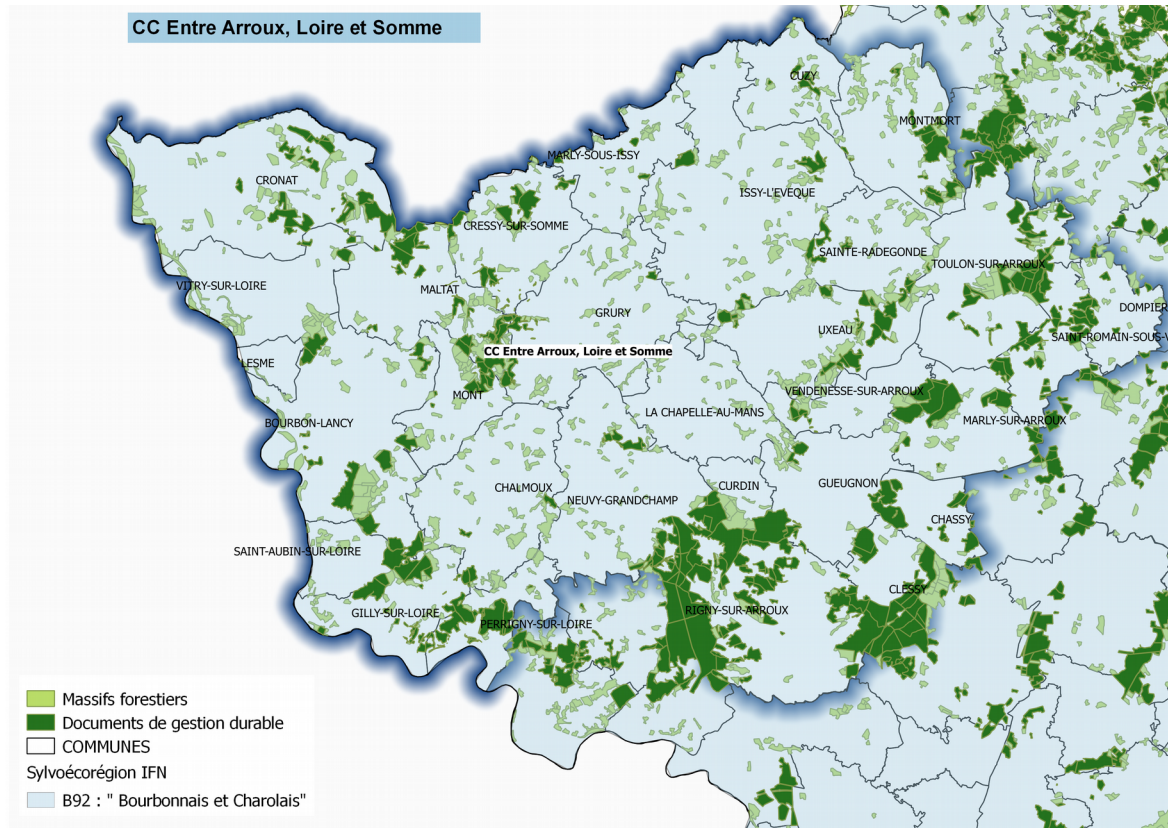 CC Entre Arroux, Loire et Somme
CUZY
MONTMORT
MARLY-SOUS-ISSY
CRONAT
ISSY-L'EVEQUE
CRESSY-SUR-SOMME
SAINTE-RADEGONDE
TOULON-SUR-ARROUX
VITRY-SUR-LOIRE
MALTAT
DOMPIER
GRURY
UXEAU
SAINT-ROMAIN-SOUS-V
CC Entre Arroux, Loire et Somme
LESME
MONT
VENDENESSE-SUR-ARROUX
LA CHAPELLE-AU-MANS
BOURBON-LANCY
MARLY-SUR-ARROUX
CHALMOUX
CURDIN
GUEUGNON
NEUVY-GRANDCHAMP
CHASSY
SAINT-AUBIN-SUR-LOIRE
CLESSY
GILLY-SUR-LOIRE
RIGNY-SUR-ARROUX
PERRIGNY-SUR-LOIRE
Massifs forestiers
Documents de gestion durable
COMMUNES
Sylvoécorégion IFN
B92 : " Bourbonnais et Charolais"